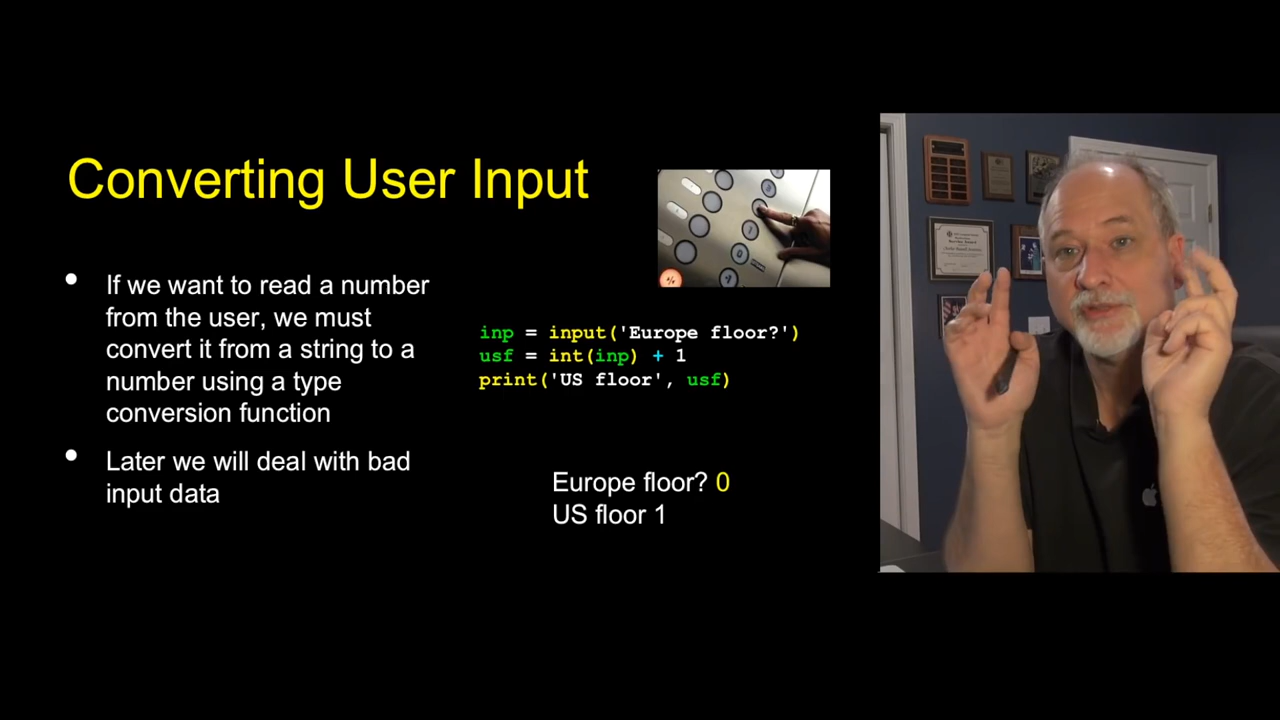 Converting User Input
• If we want to read a number
from the user, we must
convert it from a string to a
number using a type
conversion function
• Later we will deal with bad
input data
inp = input('Europe floor?')
usf = int(inp) + 1
print('US floor', usf)
Europe floor? 0
US floor 1